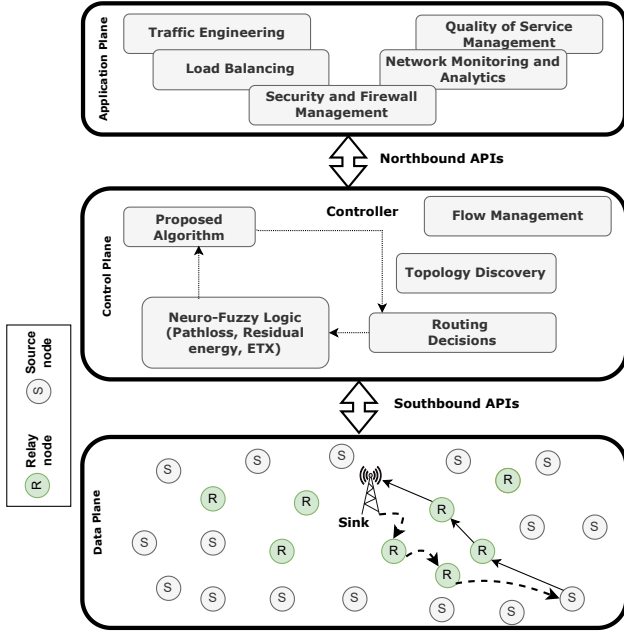 Application Plane
Traffic Engineering
Quality of Service
Management
Load Balancing
Network Monitoring and
Analytics
Security and Firewall
Management
Northbound APIs
Control Plane
Controller
Proposed
Algorithm
Flow Management
Topology Discovery
Neuro-Fuzzy Logic
(Pathloss, Residual
energy, ETX)
Routing
Decisions
Southbound APIs
Source
node
S
Relay
node
R
Data Plane
S
S
S
S
S
R
R
R
Sink
R
S
S
S
S
R
R
R
R
S
S
S
S
S
S
S
S